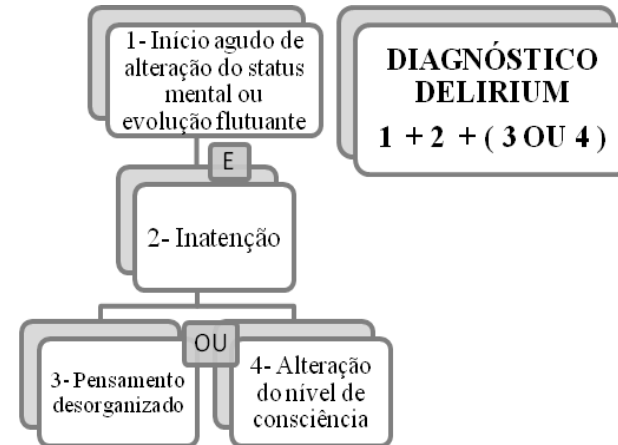 1- Início agudo de
alteração do status
mental ou
evolução flutuante
DIAGNÓSTICO
DELIRIUM
1 + 2 + ( 3 OU 4 )
E
2- Inatenção
OU
3- Pensamento
desorganizado
4- Alteração
do nível de
consciência